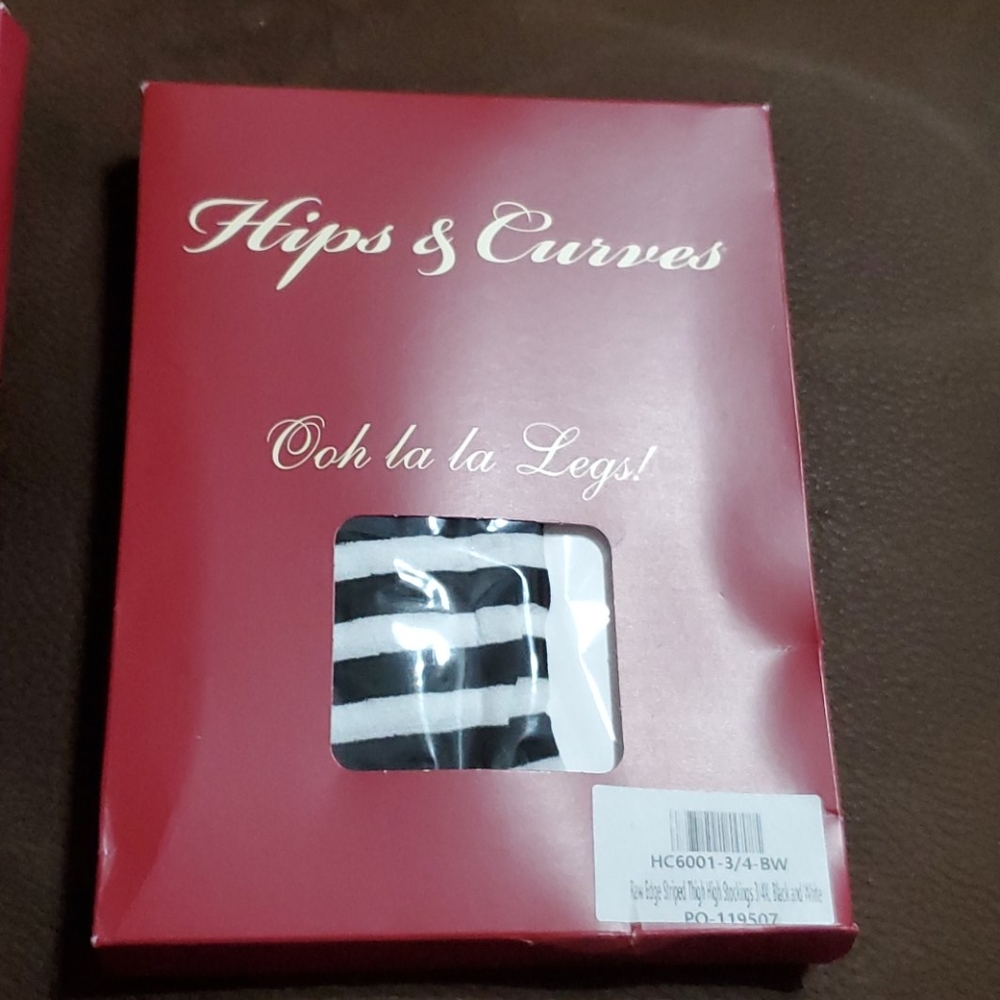 Hips & Curves
Ooh la la Legs!
HC6001-3/4-BW
Raw Edge Striped Thigh High Stockings 3/4X, Black and White
PO-119507